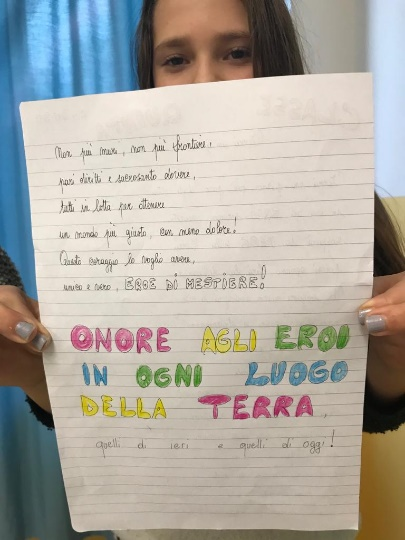 Non più muri, non più frontiere,
pari diritti e sacrosanto dovere,
tutti in lotta per ottenere
un mondo più giusto, con meno dolore!
Questo coraggio lo voglio avere,
unico e vero, EROE DI MESTIERE!
ONORE AGLI EROI
IN OGNI LUOGO
DELLA TERRA,
quelli di ieri e quelli di oggi!